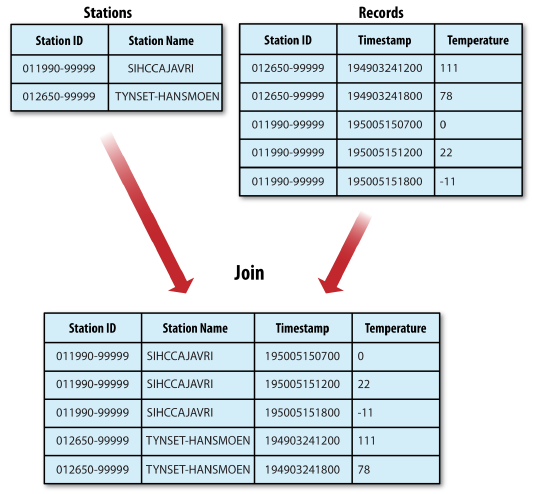 Stations
Station ID Station Name
011990-99999 SIHCCAJAVRI
012650-99999 TYNSET-HANSMOEN
Records
Station ID Timestamp Temperature
012650-99999 194903241200 111
012650-99999 194903241800 78
011990-99999 195005150700 0
011990-99999 195005151200 22
011990-99999 195005151800 -11
Join
Station ID Station Name Timestamp Temperature
011990-99999 SIHCCAJAVRI 195005150700 0
011990-99999 SIHCCAJAVRI 195005151200 22
011990-99999 SIHCCAJAVRI 195005151800 -11
012650-99999 TYNSET-HANSMOEN 194903241200 111
012650-99999 TYNSET-HANSMOEN 194903241800 78